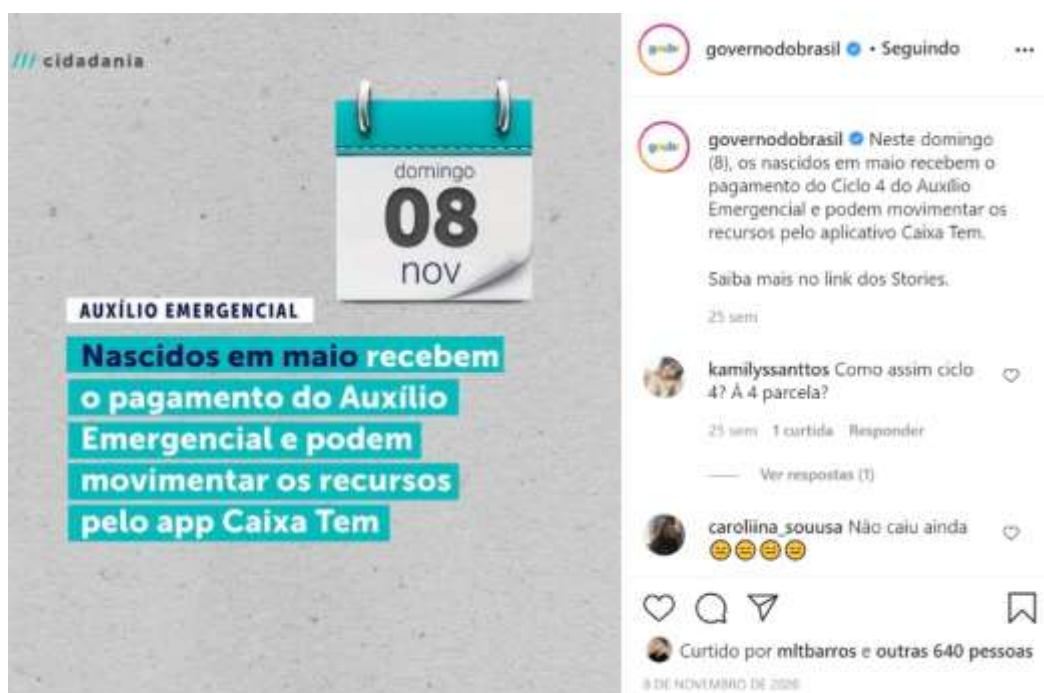 /// cidadania
domingo
08
nov
AUXÍLIO EMERGENCIAL
Nascidos em maio recebem
o pagamento do Auxílio
Emergencial e podem
movimentar os recursos
pelo app Caixa Tem
governodobrasil • Seguindo
governodobrasil Neste domingo
(8), os nascidos em maio recebem o
pagamento do Ciclo 4 do Auxílio
Emergencial e podem movimentar os
recursos pelo aplicativo Caixa Tem.
Saiba mais no link dos Stories.
25 sem
kamilyssanttos Como assim ciclo
4? Á 4 parcela?
25 sem 1 curtida Responder
Ver respostas (1)
caroliina_souusa Não caiu ainda
😑😑😑😑
Curtido por mltbarros e outras 640 pessoas
8 DE NOVEMBRO DE 2020